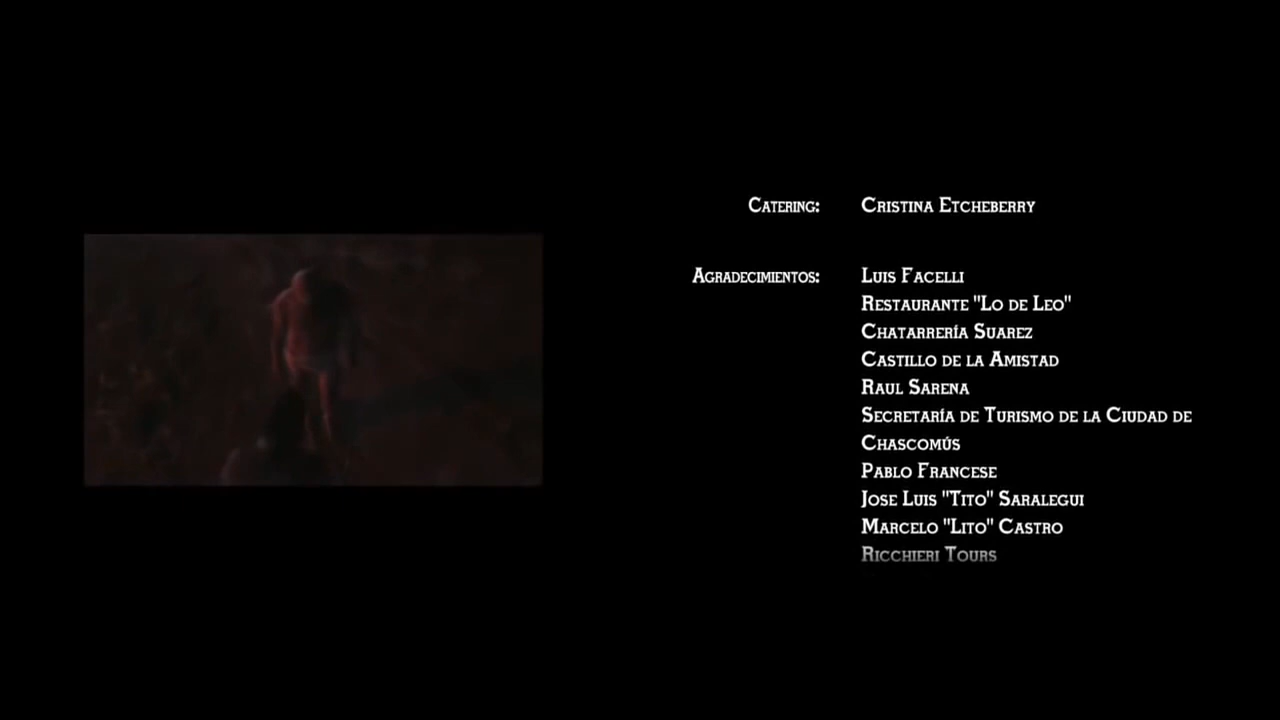 Catering: Cristina Etcheberry
Agradecimientos: Luis Facelli
Restaurante "Lo de Leo"
Chatarrería Suarez
Castillo de la Amistad
Raul Sarena
Secretaría de Turismo de la Ciudad de
Chascomús
Pablo Francese
Jose Luis "Tito" Saralegui
Marcelo "Lito" Castro
Ricchieri Tours